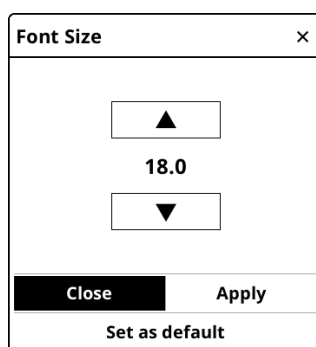 Font Size ×
▲
18.0
▼
Close Apply
Set as default